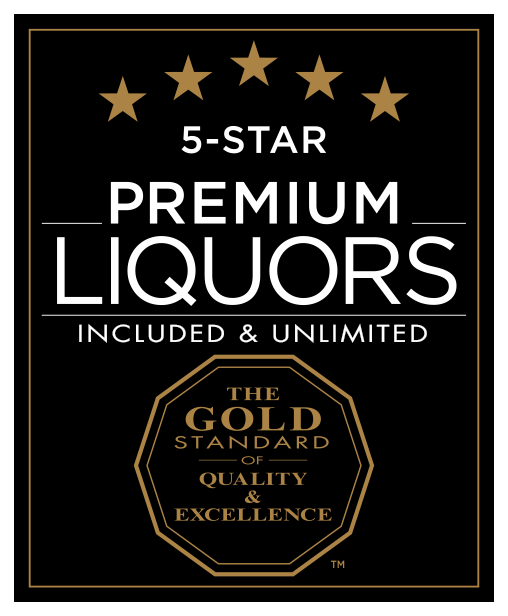 5-STAR
PREMIUM
LIQUORS
INCLUDED & UNLIMITED
THE
GOLD
STANDARD
OF
QUALITY
&
EXCELLENCE
TM